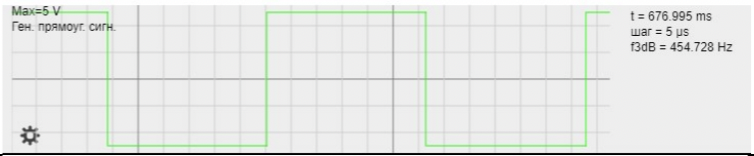 Max=5 V
Ген. прямоуг. сигн.
t = 676.995 ms
шаг = 5 μs
f3dB = 454.728 Hz